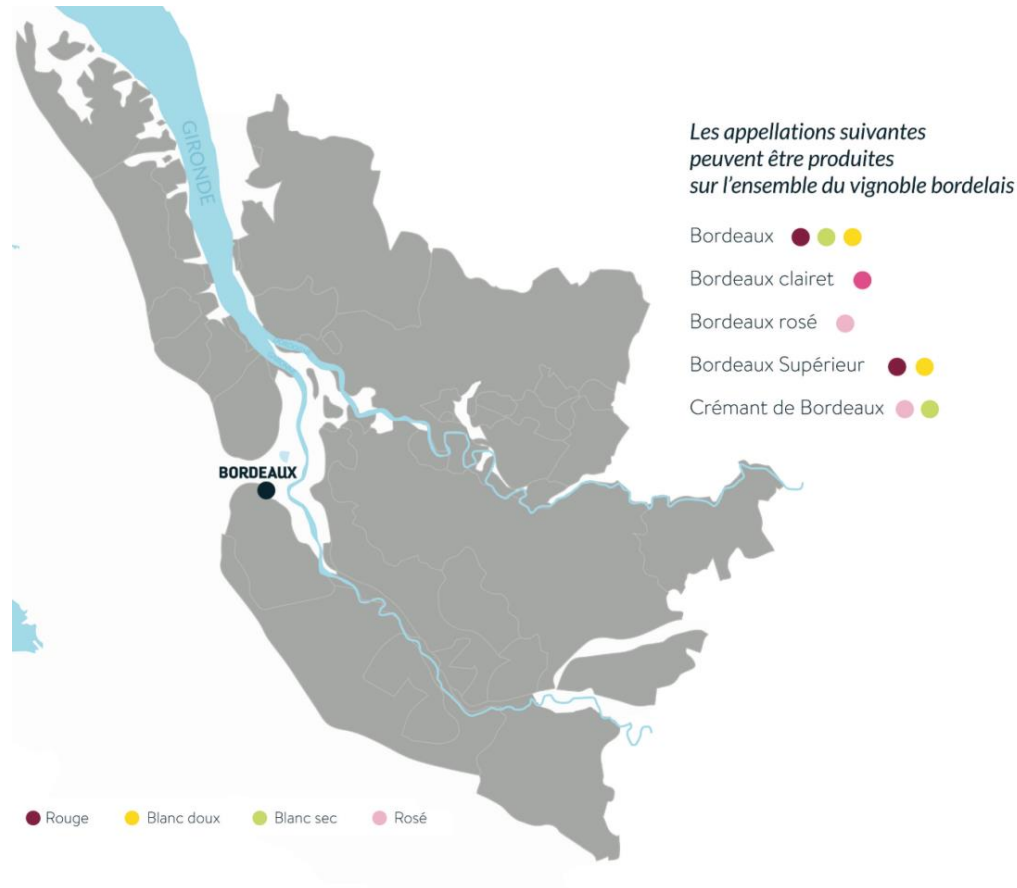 GIRONDE
Les appellations suivantes
peuvent être produites
sur l'ensemble du vignoble bordelais
Bordeaux
Bordeaux clairet
Bordeaux rosé
Bordeaux Supérieur
Crémant de Bordeaux
BORDEAUX
Rouge
Blanc doux
Blanc sec
Rosé